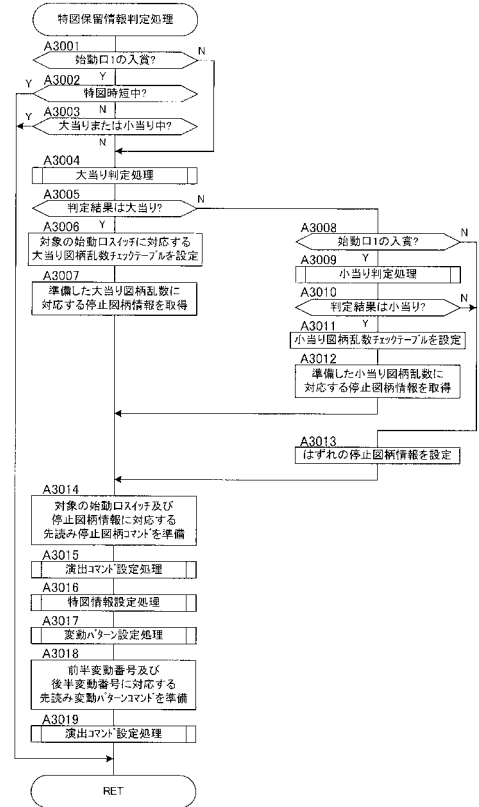 特図保留情報判定処理
A3001
始動口1の入賞?
N
Y
A3002
Y
特図時短中?
N
A3003
Y
大当りまたは小当り中?
N
A3004
大当り判定処理
A3005
判定結果は大当り?
N
Y
A3006
対象の始動口スイッチに対応する
大当り図柄乱数チェックテーブルを設定
A3007
準備した大当り図柄乱数に
対応する停止図柄情報を取得
A3008
始動口1の入賞?
N
Y
A3009
小当り判定処理
A3010
判定結果は小当り?
N
Y
A3011
小当り図柄乱数チェックテーブルを設定
A3012
準備した小当り図柄乱数に
対応する停止図柄情報を取得
A3013
はずれの停止図柄情報を設定
A3014
対象の始動口スイッチ及び
停止図柄情報に対応する
先読み停止図柄コマンドを準備
A3015
演出コマンド設定処理
A3016
特図情報設定処理
A3017
変動パターン設定処理
A3018
前半変動番号及び
後半変動番号に対応する
先読み変動パターンコマンドを準備
A3019
演出コマンド設定処理
RET